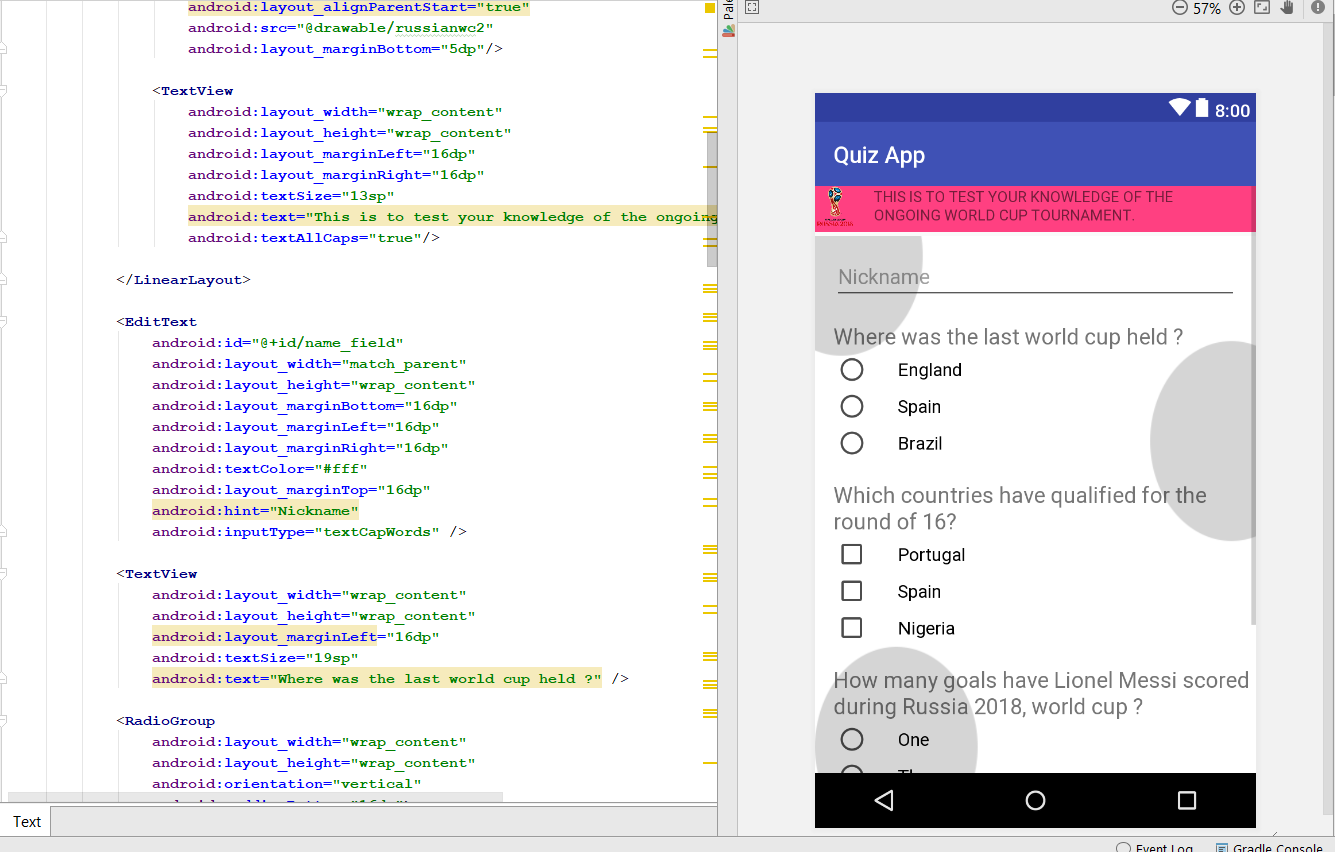 android:layout_alignParentStart="true"
android:src="@drawable/russianwc2"
android:layout_marginBottom="5dp"/>
<TextView
android:layout_width="wrap_content"
android:layout_height="wrap_content"
android:layout_marginLeft="16dp"
android:layout_marginRight="16dp"
android:textSize="13sp"
android:text="This is to test your knowledge of the ongoing
android:textAllCaps="true"/>
</LinearLayout>
<EditText
android:id="@+id/name_field"
android:layout_width="match_parent"
android:layout_height="wrap_content"
android:layout_marginBottom="16dp"
android:layout_marginLeft="16dp"
android:layout_marginRight="16dp"
android:textColor="#fff"
android:layout_marginTop="16dp"
android:hint="Nickname"
android:inputType="textCapWords" />
<TextView
android:layout_width="wrap_content"
android:layout_height="wrap_content"
android:layout_marginLeft="16dp"
android:textSize="19sp"
android:text="Where was the last world cup held ?" />
<RadioGroup
android:layout_width="wrap_content"
android:layout_height="wrap_content"
android:orientation="vertical"
Text
Pale
57%
8:00
Quiz App
RUSSIA 2018
THIS IS TO TEST YOUR KNOWLEDGE OF THE
ONGOING WORLD CUP TOURNAMENT.
Nickname
Where was the last world cup held ?
England
Spain
Brazil
Which countries have qualified for the
round of 16?
Portugal
Spain
Nigeria
How many goals have Lionel Messi scored
during Russia 2018, world cup ?
One
Event Log
Gradle Console